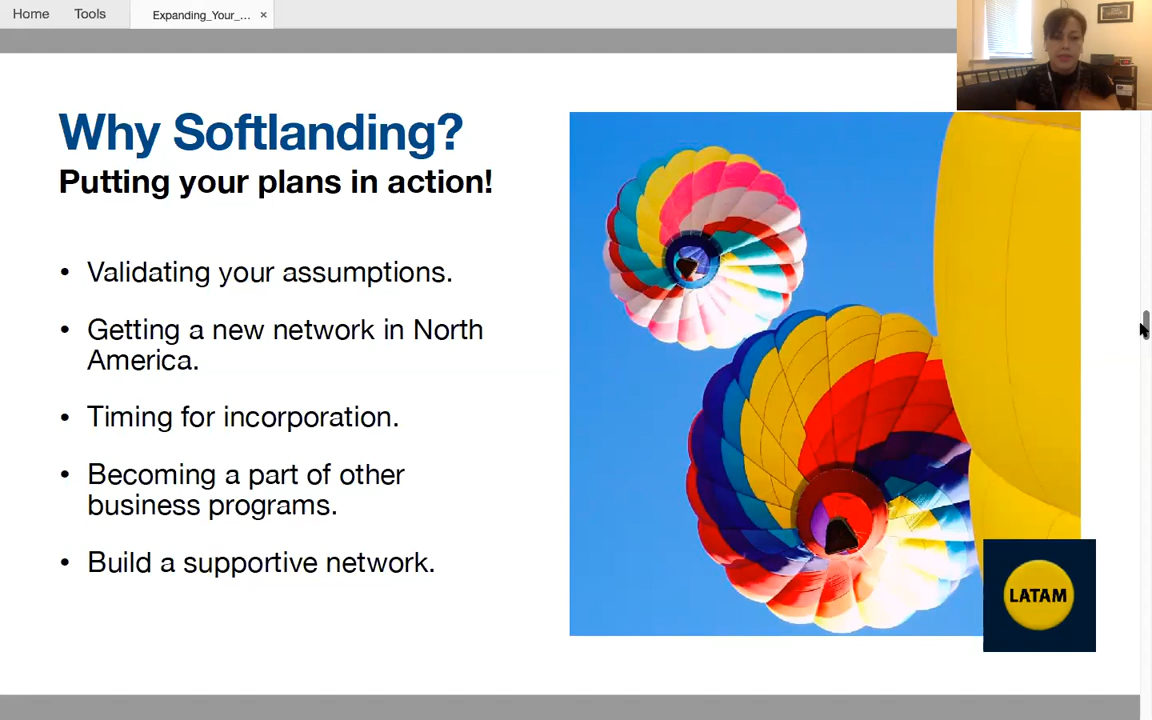 Home Tools Expanding_Your_... ×
Why Softlanding?
Putting your plans in action!
• Validating your assumptions.
• Getting a new network in North
America.
• Timing for incorporation.
• Becoming a part of other
business programs.
• Build a supportive network.
LATAM